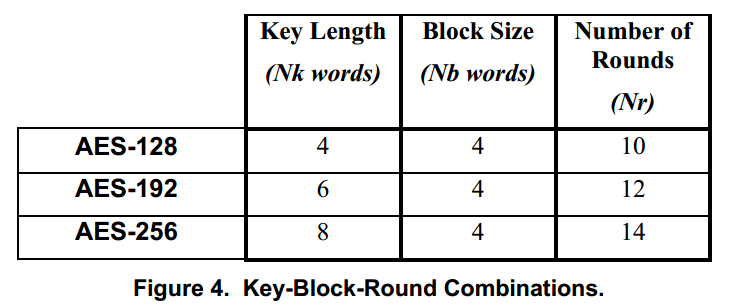 Key Length Block Size Number of
Rounds
(Nk words) (Nb words)
(Nr)
AES-128 4 4 10
AES-192 6 4 12
AES-256 8 4 14
Figure 4. Key-Block-Round Combinations.